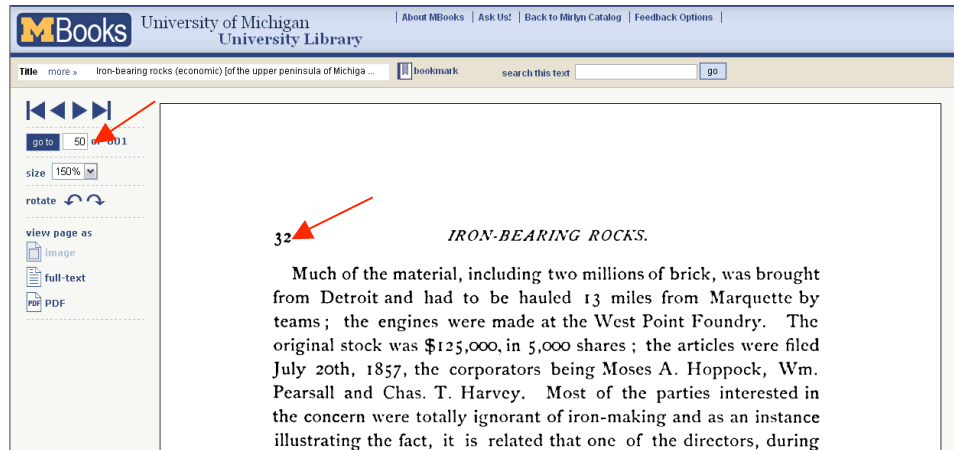 MBooks
University of Michigan
University Library
About MBooks | Ask Us! | Back to Mirlyn Catalog | Feedback Options |
Title more » Iron-bearing rocks (economic) [of the upper peninsula of Michiga ... bookmark search this text go
go to 50 of
size 150%
rotate
view page as
image
full-text
PDF PDF
32 IRON-BEARING ROCKS.
Much of the material, including two millions of brick, was brought
from Detroit and had to be hauled 13 miles from Marquette by
teams; the engines were made at the West Point Foundry. The
original stock was $125,000, in 5,000 shares; the articles were filed
July 20th, 1857, the corporators being Moses A. Hoppock, Wm.
Pearsall and Chas. T. Harvey. Most of the parties interested in
the concern were totally ignorant of iron-making and as an instance
illustrating the fact, it is related that one of the directors, during